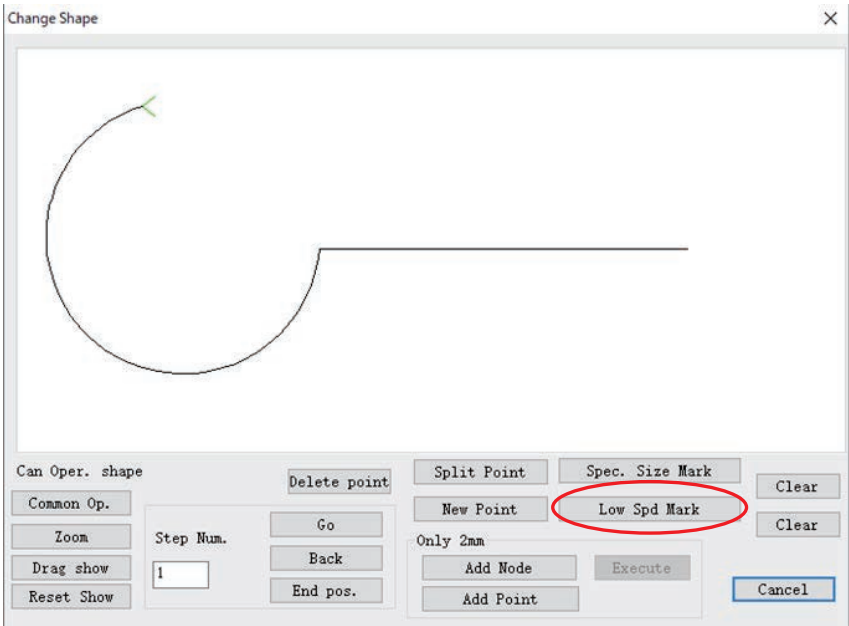 Change Shape
Can Oper. shape
Common Op.
Zoom
Drag show
Reset Show
Step Num.
1
Delete point
Go
Back
End pos.
Split Point
New Point
Spec. Size Mark
Low Spd Mark
Clear
Clear
Only 2mm
Add Node
Execute
Add Point
Cancel